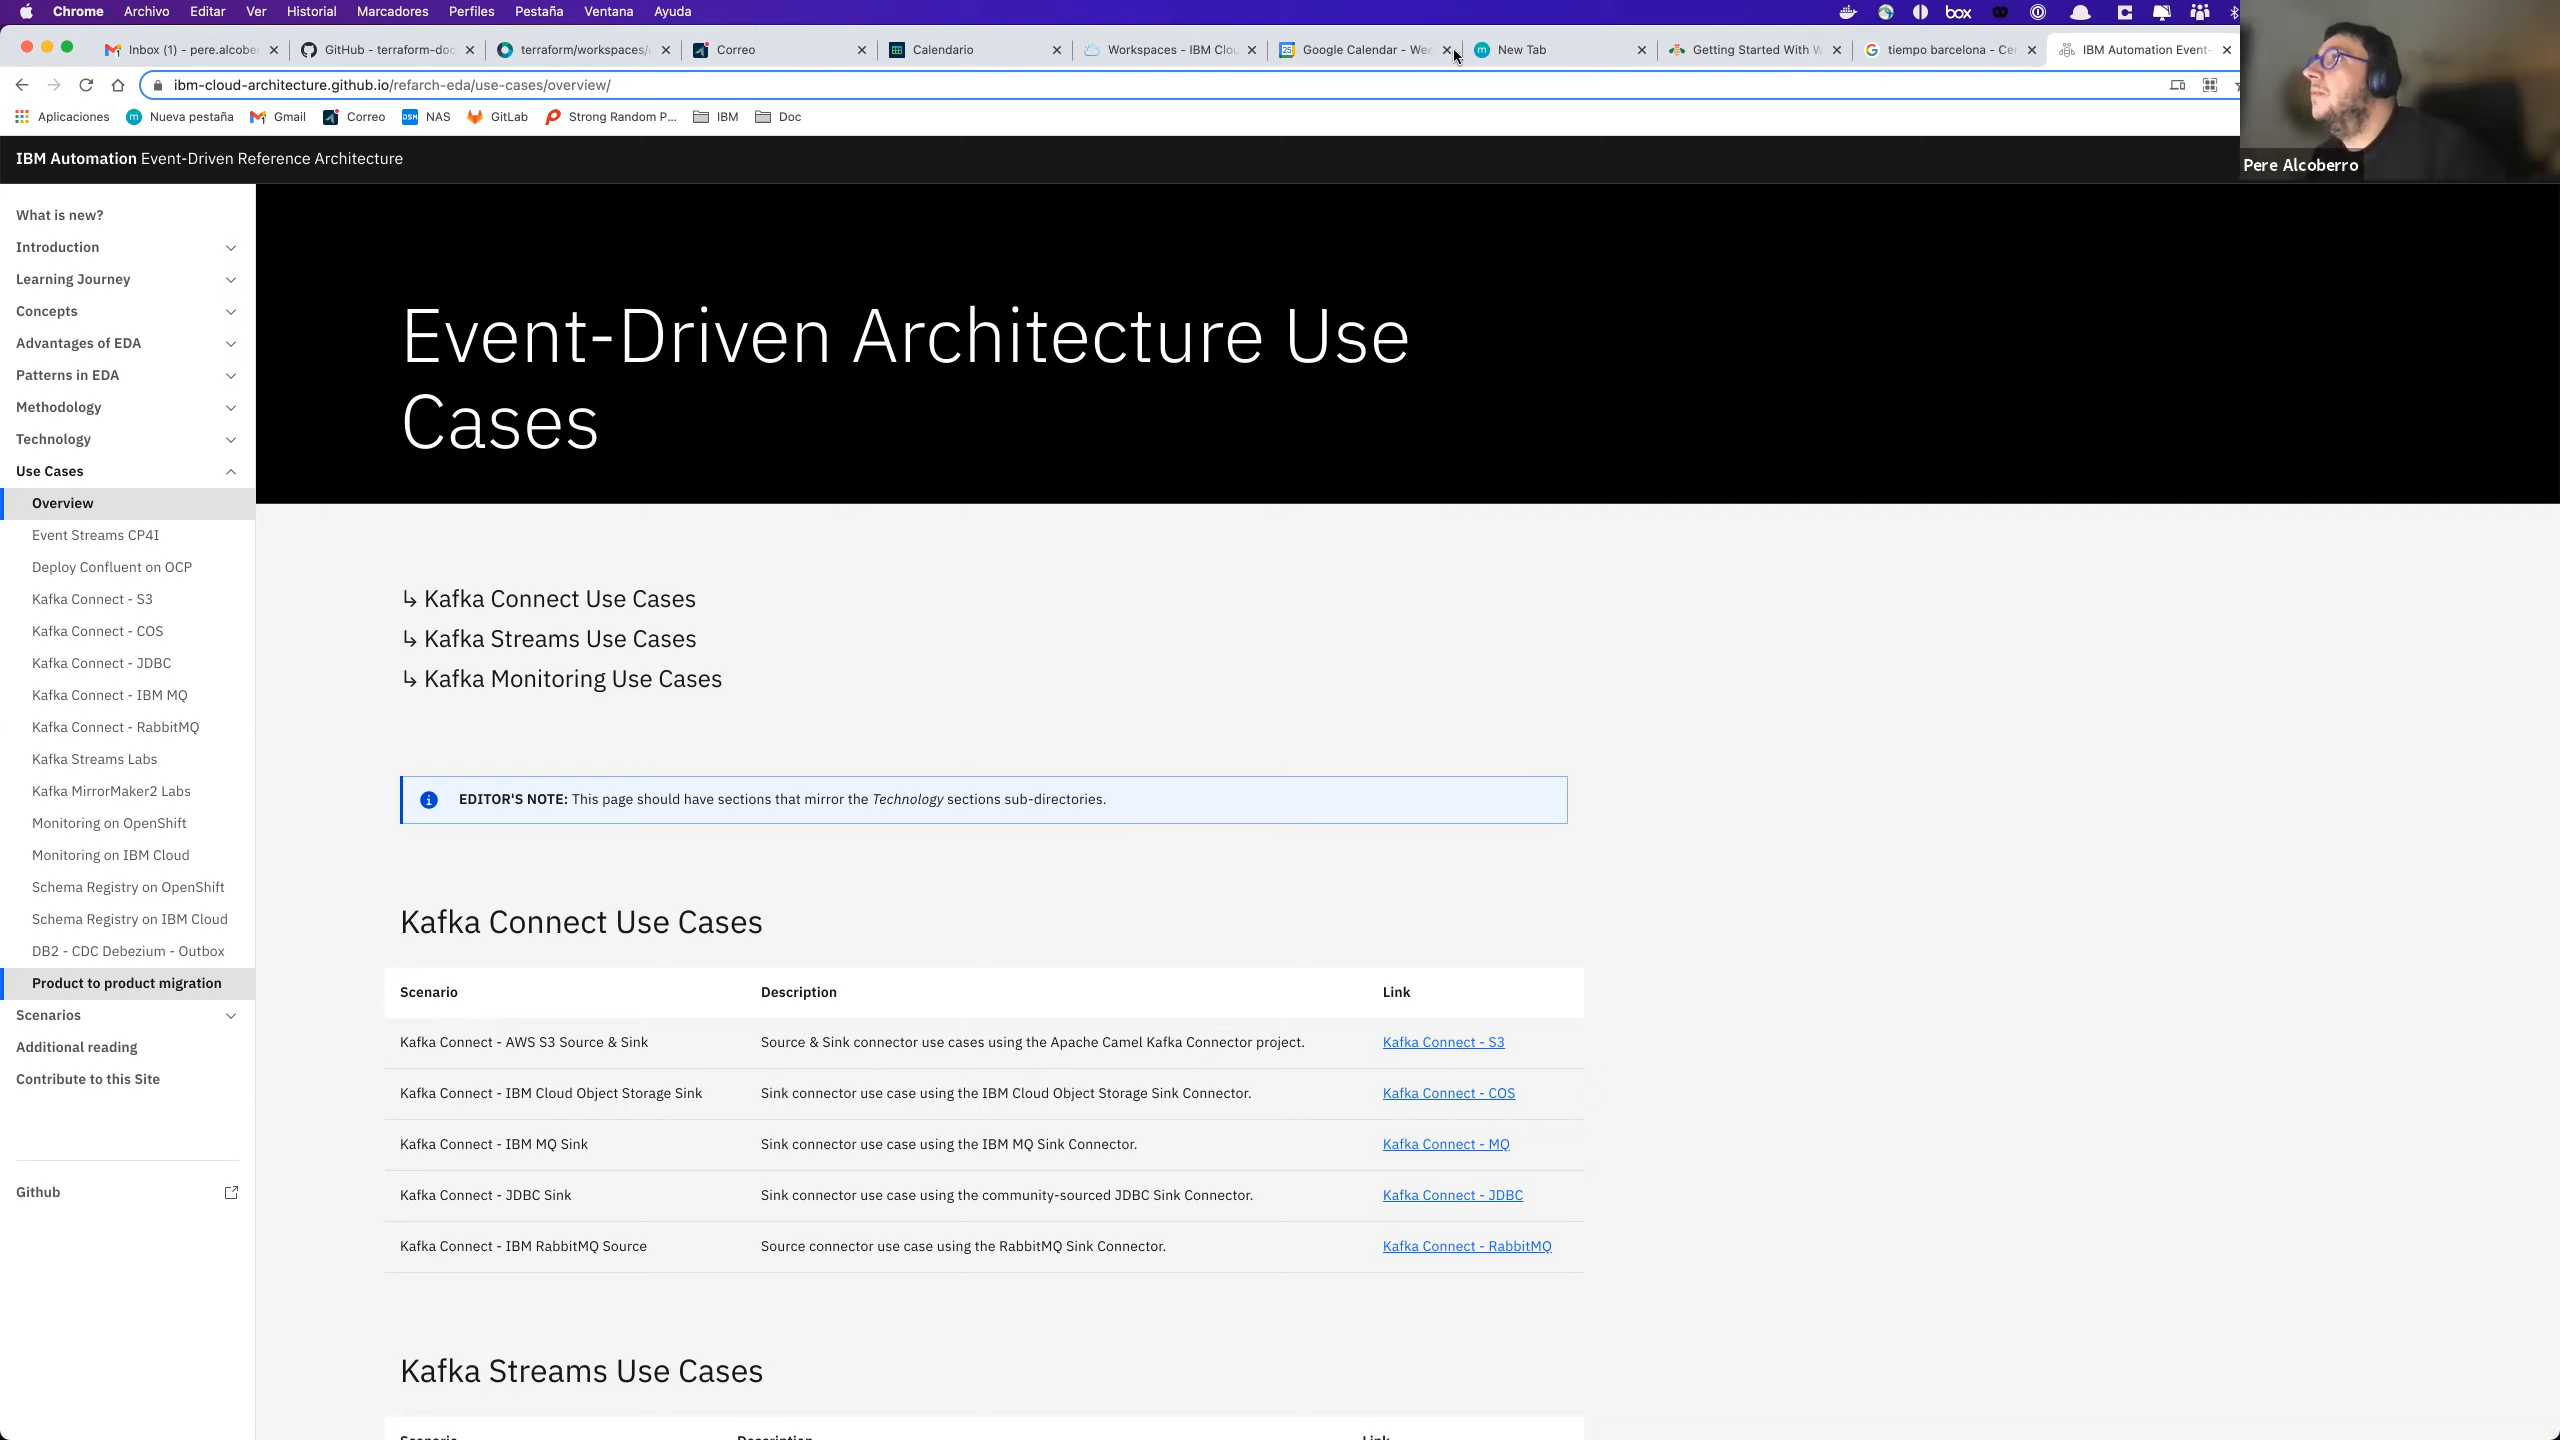 Chrome Archivo Editar Ver Historial Marcadores Perfiles Pestaña Ventana Ayuda
box
Inbox (1) - pere.alcober GitHub - terraform-doc terraform/workspaces/ Correo Calendario Workspaces - IBM Clou Google Calendar - Wee New Tab Getting Started With W tiempo barcelona - Cer IBM Automation Event-
ibm-cloud-architecture.github.io/refarch-eda/use-cases/overview/
Aplicaciones Nueva pestaña Gmail Correo DSM NAS GitLab Strong Random P... IBM Doc
Pere Alcoberro
IBM Automation Event-Driven Reference Architecture
What is new?
Introduction
Learning Journey
Concepts
Advantages of EDA
Patterns in EDA
Methodology
Technology
Use Cases
Overview
Event Streams CP4I
Deploy Confluent on OCP
Kafka Connect - S3
Kafka Connect - COS
Kafka Connect - JDBC
Kafka Connect - IBM MQ
Kafka Connect - RabbitMQ
Kafka Streams Labs
Kafka MirrorMaker2 Labs
Monitoring on OpenShift
Monitoring on IBM Cloud
Schema Registry on OpenShift
Schema Registry on IBM Cloud
DB2 - CDC Debezium - Outbox
Product to product migration
Scenarios
Additional reading
Contribute to this Site
Github
Event-Driven Architecture Use
Cases
↳ Kafka Connect Use Cases
↳ Kafka Streams Use Cases
↳ Kafka Monitoring Use Cases
EDITOR'S NOTE: This page should have sections that mirror the Technology sections sub-directories.
Kafka Connect Use Cases
Scenario Description Link
Kafka Connect - AWS S3 Source & Sink Source & Sink connector use cases using the Apache Camel Kafka Connector project. Kafka Connect - S3
Kafka Connect - IBM Cloud Object Storage Sink Sink connector use case using the IBM Cloud Object Storage Sink Connector. Kafka Connect - COS
Kafka Connect - IBM MQ Sink Sink connector use case using the IBM MQ Sink Connector. Kafka Connect - MQ
Kafka Connect - JDBC Sink Sink connector use case using the community-sourced JDBC Sink Connector. Kafka Connect - JDBC
Kafka Connect - IBM RabbitMQ Source Source connector use case using the RabbitMQ Sink Connector. Kafka Connect - RabbitMQ
Kafka Streams Use Cases
Scenario Description Link